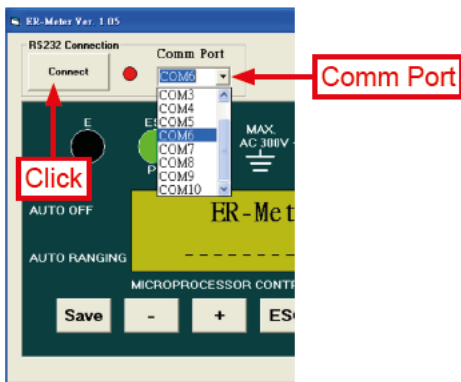 ER-Meter Ver. 1.05
RS232 Connection
Connect
Comm Port
COM6
Comm Port
COM3
COM4
COM5
COM6
COM7
COM8
COM9
COM10
E
MAX.
AC 300V
Click
AUTO OFF
ER-Met
AUTO RANGING
---------
MICROPROCESSOR CONT
Save
-
+
ES